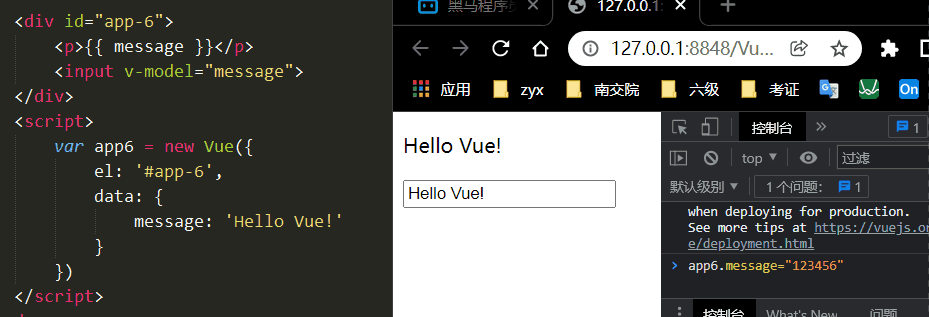 <div id="app-6">
<p>{{ message }}</p>
<input v-model="message">
</div>
<script>
var app6 = new Vue({
el: '#app-6',
data: {
message: 'Hello Vue!'
}
})
</script>
黑马程序
127.0.0.1:
127.0.0.1:8848/Vu...
应用 zyx 南交院 六级 考证 On
Hello Vue!
Hello Vue!
控制台 1
top 过滤
默认级别 1 个问题: 1
when deploying for production.
See more tips at https://vuejs.or
e/deployment.html
> app6.message="123456"
控制台 What's New 问题